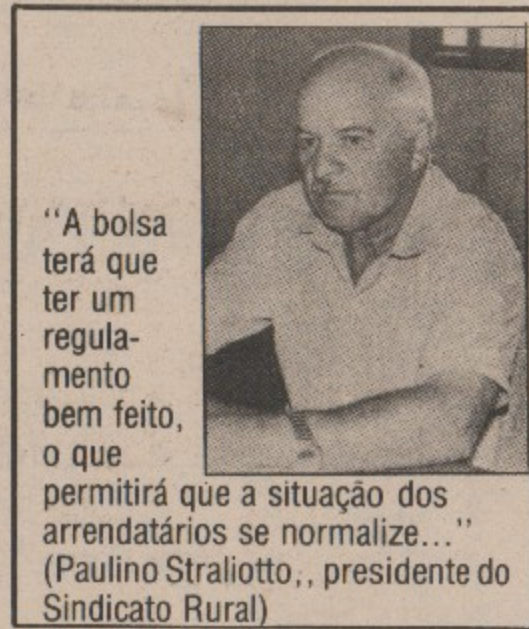 “A bolsa
terá que
ter um
regula-
mento
bem feito,
o que
permitirá que a situação dos
arrendatários se normalize...”
(Paulino Straliotto,, presidente do
Sindicato Rural)